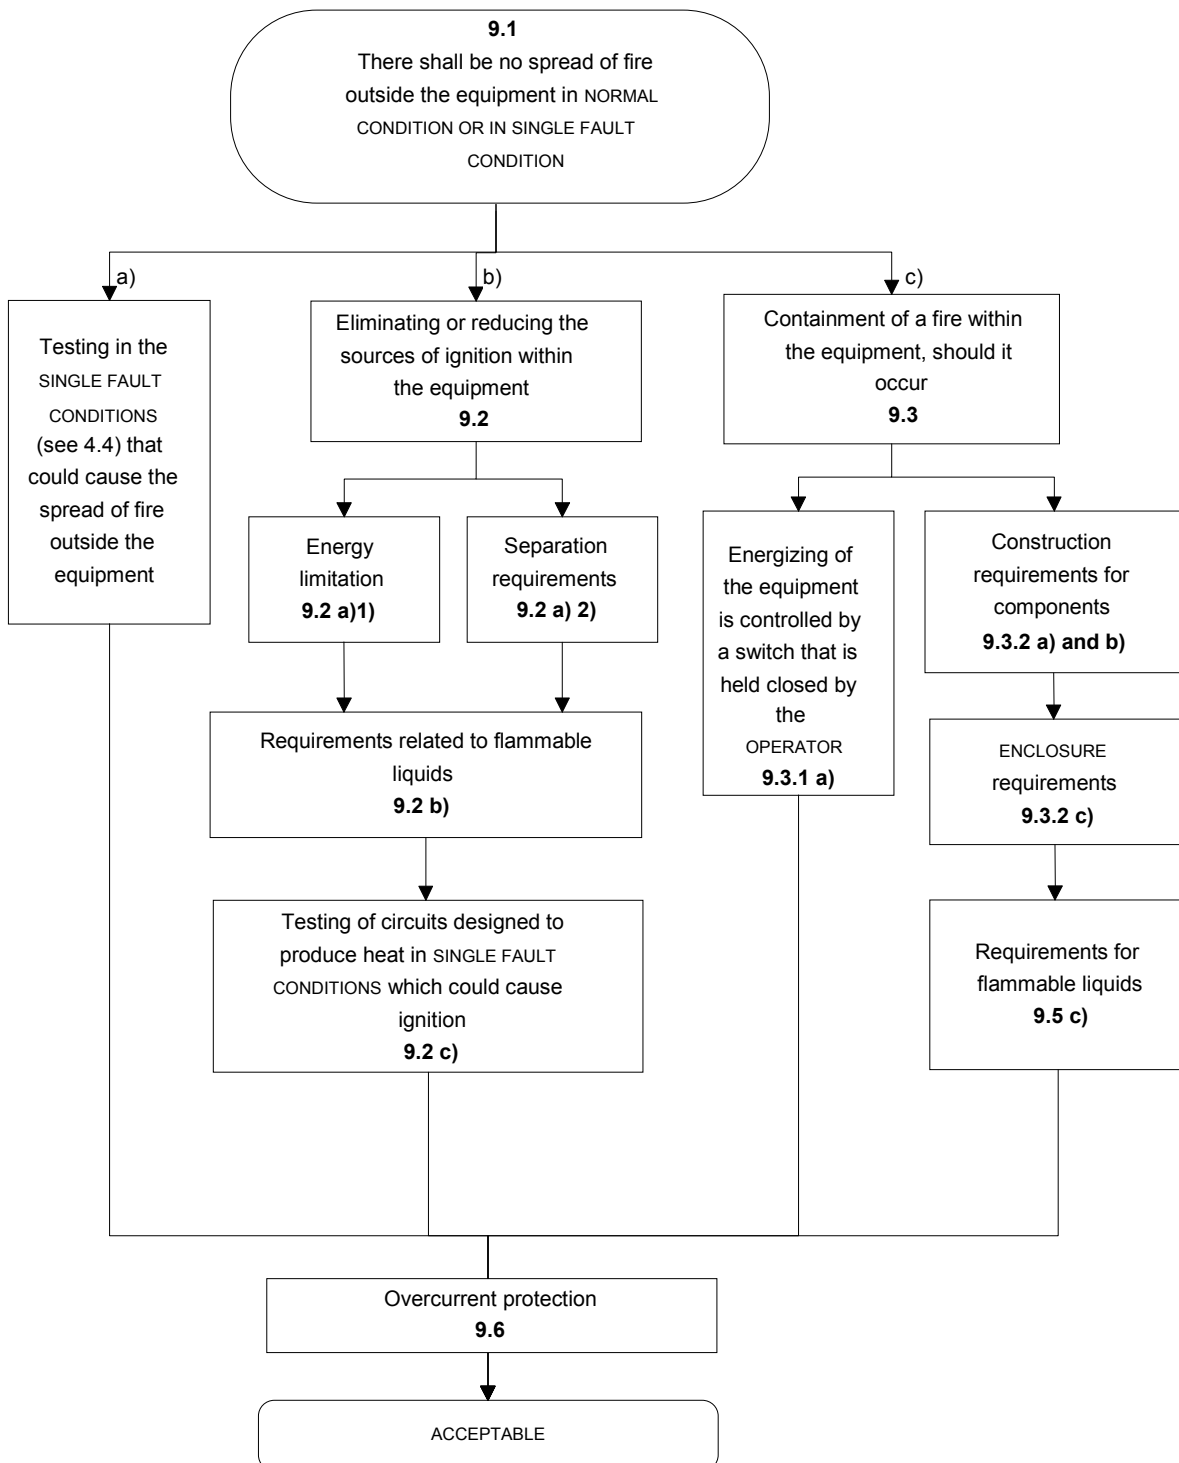 9.1
There shall be no spread of fire
outside the equipment in NORMAL
CONDITION OR IN SINGLE FAULT
CONDITION
a)
b)
c)
Testing in the
SINGLE FAULT
CONDITIONS
(see 4.4) that
could cause the
spread of fire
outside the
equipment
Eliminating or reducing the
sources of ignition within
the equipment
9.2
Containment of a fire within
the equipment, should it
occur
9.3
Energy
limitation
9.2 a)1)
Separation
requirements
9.2 a) 2)
Energizing of
the equipment
is controlled by
a switch that is
held closed by
the
OPERATOR
9.3.1 a)
Construction
requirements for
components
9.3.2 a) and b)
Requirements related to flammable
liquids
9.2 b)
ENCLOSURE
requirements
9.3.2 c)
Testing of circuits designed to
produce heat in SINGLE FAULT
CONDITIONS which could cause
ignition
9.2 c)
Requirements for
flammable liquids
9.5 c)
Overcurrent protection
9.6
ACCEPTABLE